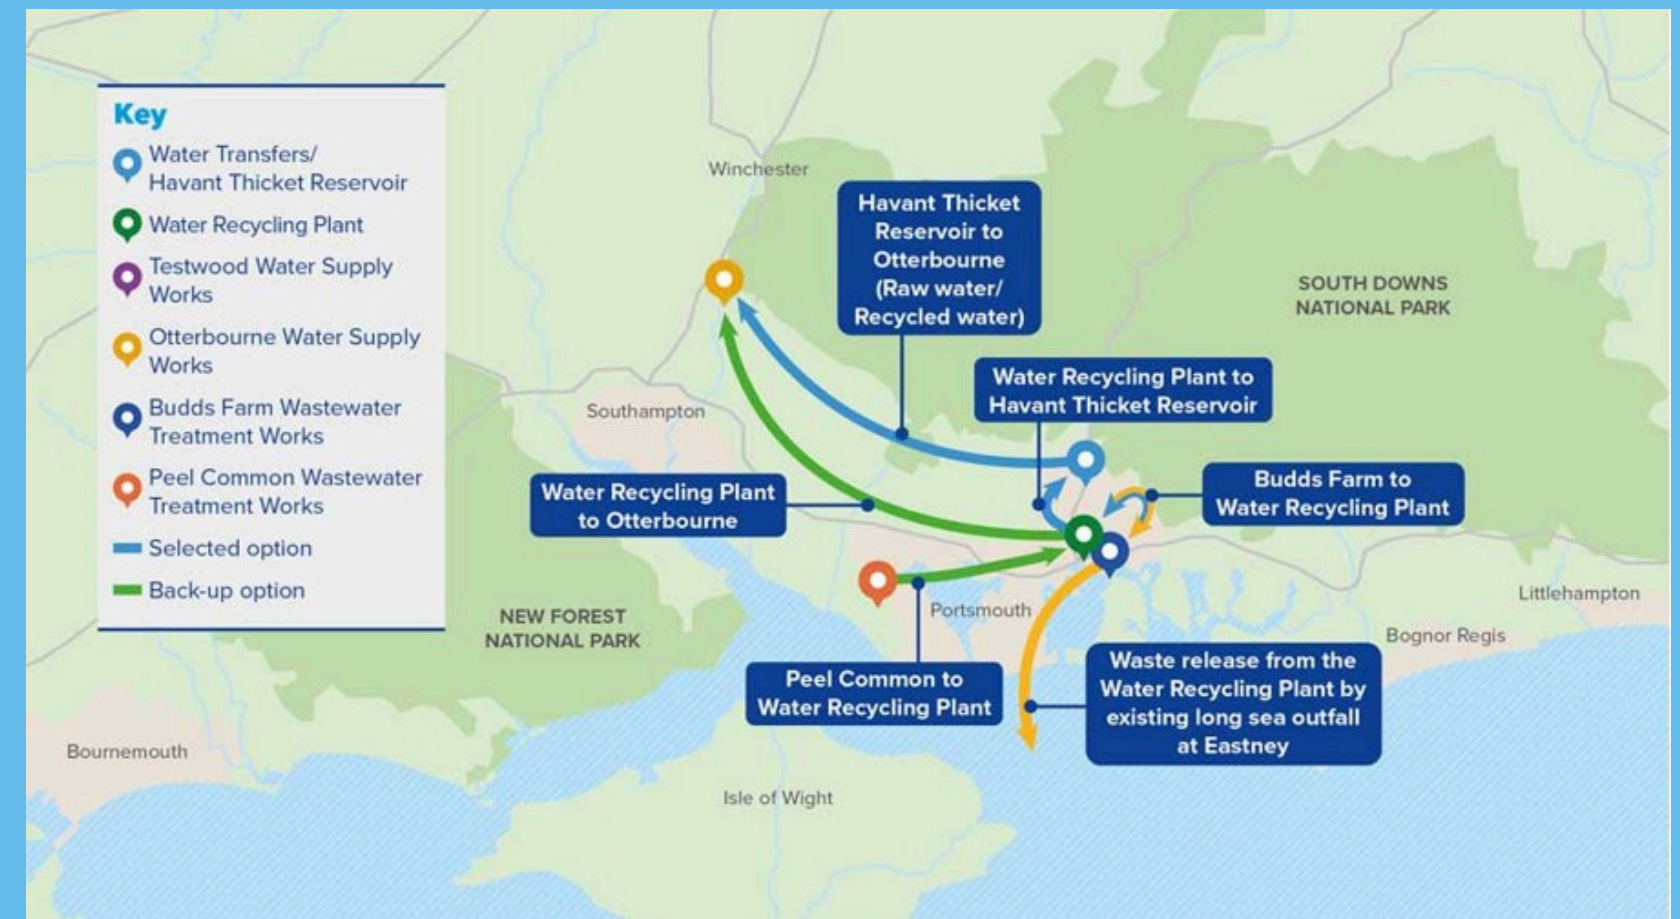 Key
Water Transfers/
Havant Thicket Reservoir
Water Recycling Plant
Testwood Water Supply
Works
Otterbourne Water Supply
Works
Budds Farm Wastewater
Treatment Works
Peel Common Wastewater
Treatment Works
Selected option
Back-up option
Winchester
Havant Thicket
Reservoir to
Otterbourne
(Raw water/
Recycled water)
SOUTH DOWNS
NATIONAL PARK
Water Recycling Plant to
Havant Thicket Reservoir
Southampton
Water Recycling Plant
to Otterbourne
Budds Farm to
Water Recycling Plant
NEW FOREST
NATIONAL PARK
Portsmouth
Littlehampton
Bognor Regis
Peel Common to
Water Recycling Plant
Waste release from the
Water Recycling Plant by
existing long sea outfall
at Eastney
Bournemouth
Isle of Wight